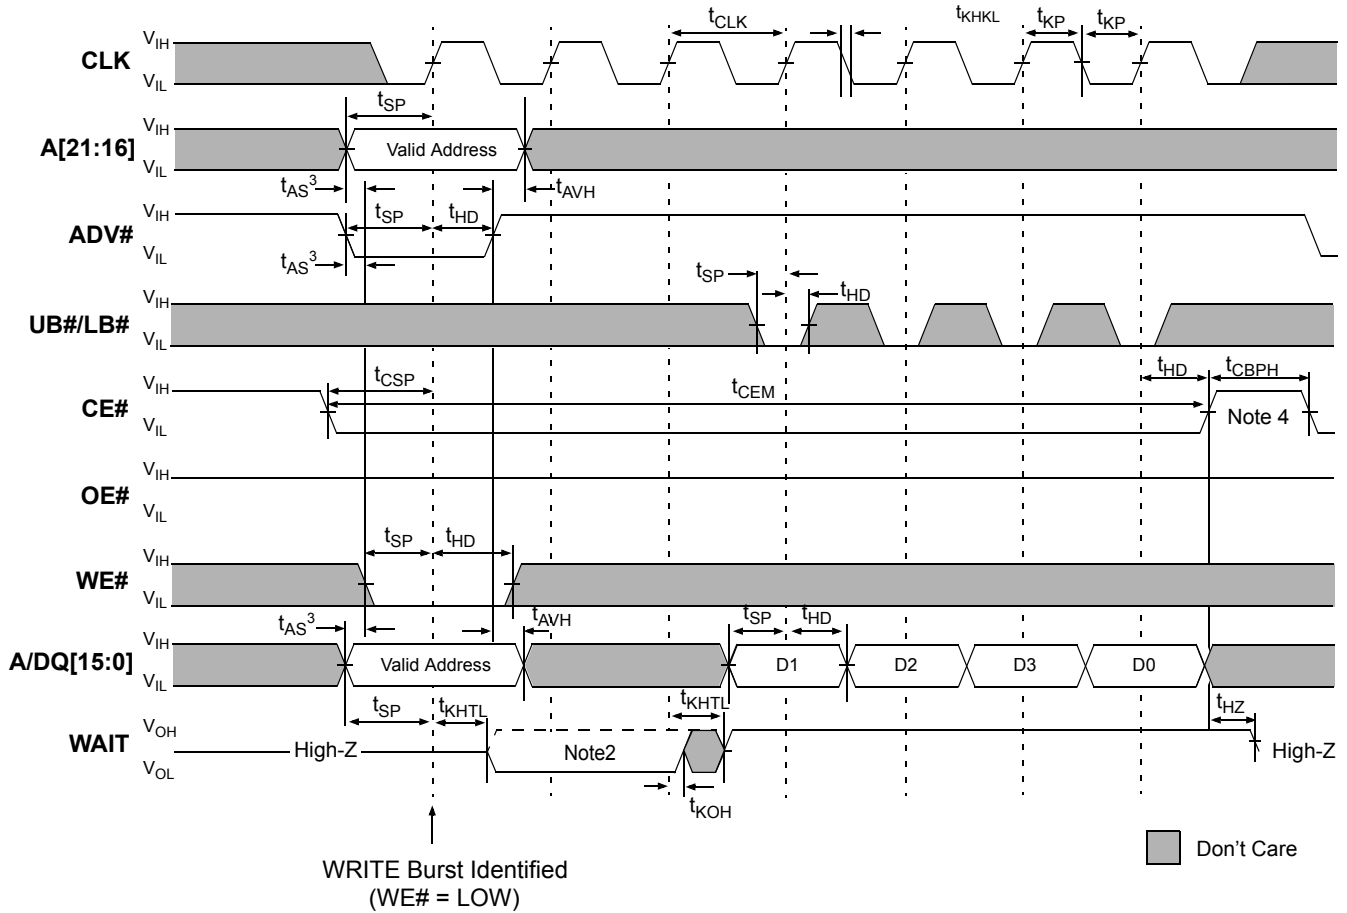 tCLK tKHKL tKP tKP
VIH
CLK
VIL
tSP
VIH
A[21:16] Valid Address
VIL
tAS3 tAVH
VIH
tSP tHD
ADV#
VIL
tAS3
tSP tHD
VIH
UB#/LB#
VIL
tCSP tCEM tHD tCBPH
VIH
CE# Note 4
VIL
VIH
OE#
VIL
tSP tHD
VIH
WE#
VIL
tAS3 tAVH tSP tHD
VIH
A/DQ[15:0] Valid Address D1 D2 D3 D0
VIL
tSP tKHTL tKHTL tHZ
VOH
WAIT High-Z Note2 High-Z
VOL
tKOH
WRITE Burst Identified
(WE# = LOW)
Don't Care